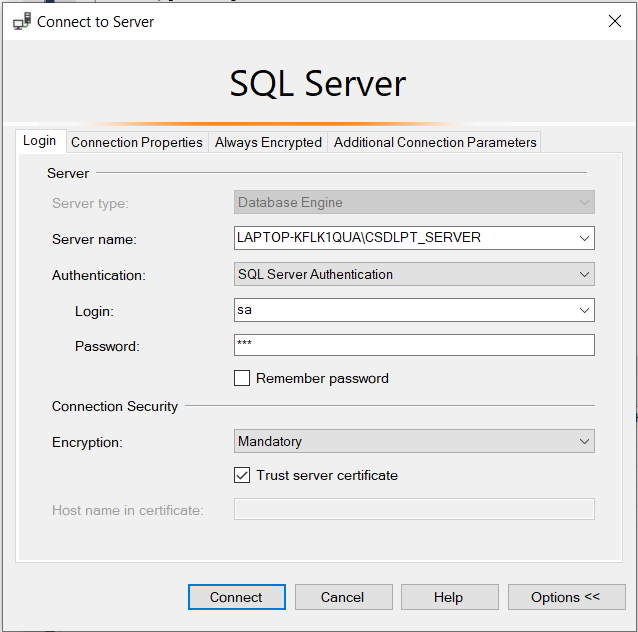 Connect to Server
SQL Server
Login Connection Properties Always Encrypted Additional Connection Parameters
Server
Server type: Database Engine
Server name: LAPTOP-KFLK1QUA\CSDLPT_SERVER
Authentication: SQL Server Authentication
Login: sa
Password: ***
Remember password
Connection Security
Encryption: Mandatory
Trust server certificate
Host name in certificate:
Connect Cancel Help Options <<